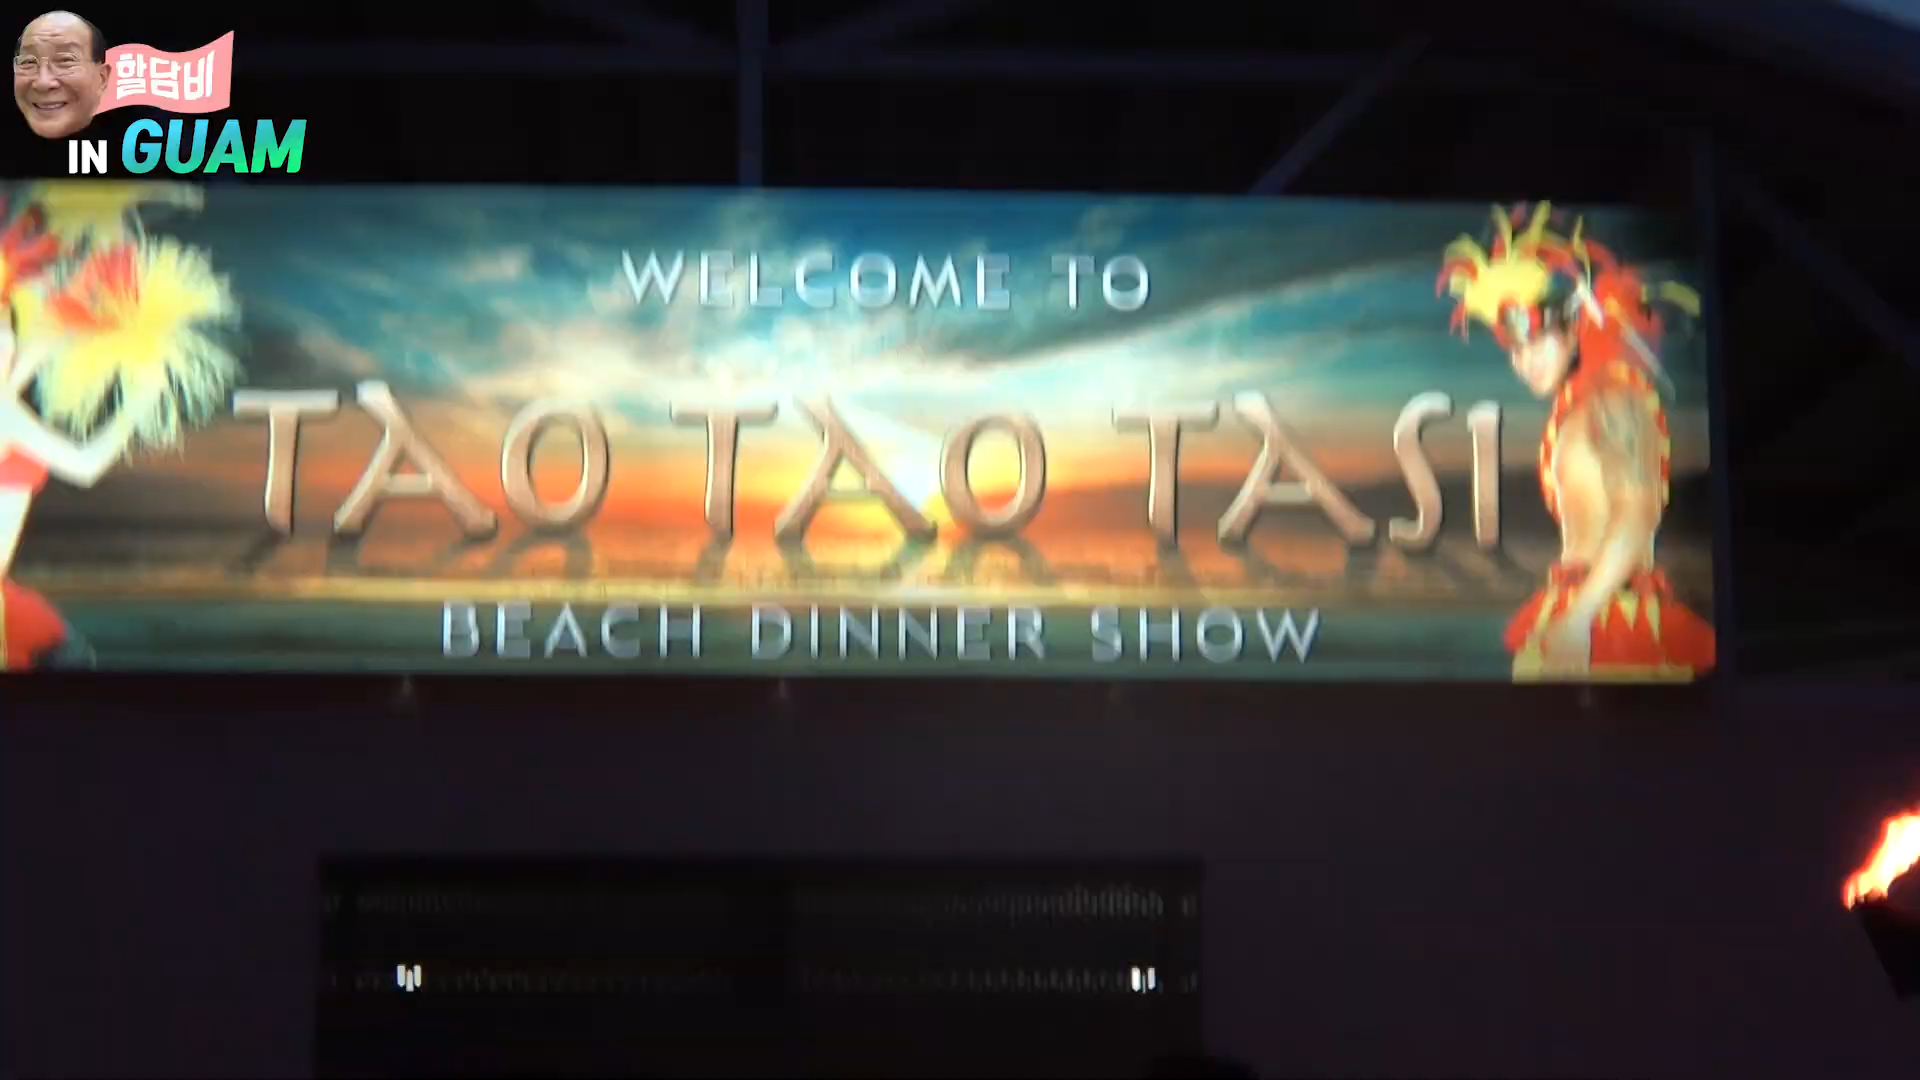 할담비
IN GUAM
WELCOME TO
TAO TAO TASI
BEACH DINNER SHOW